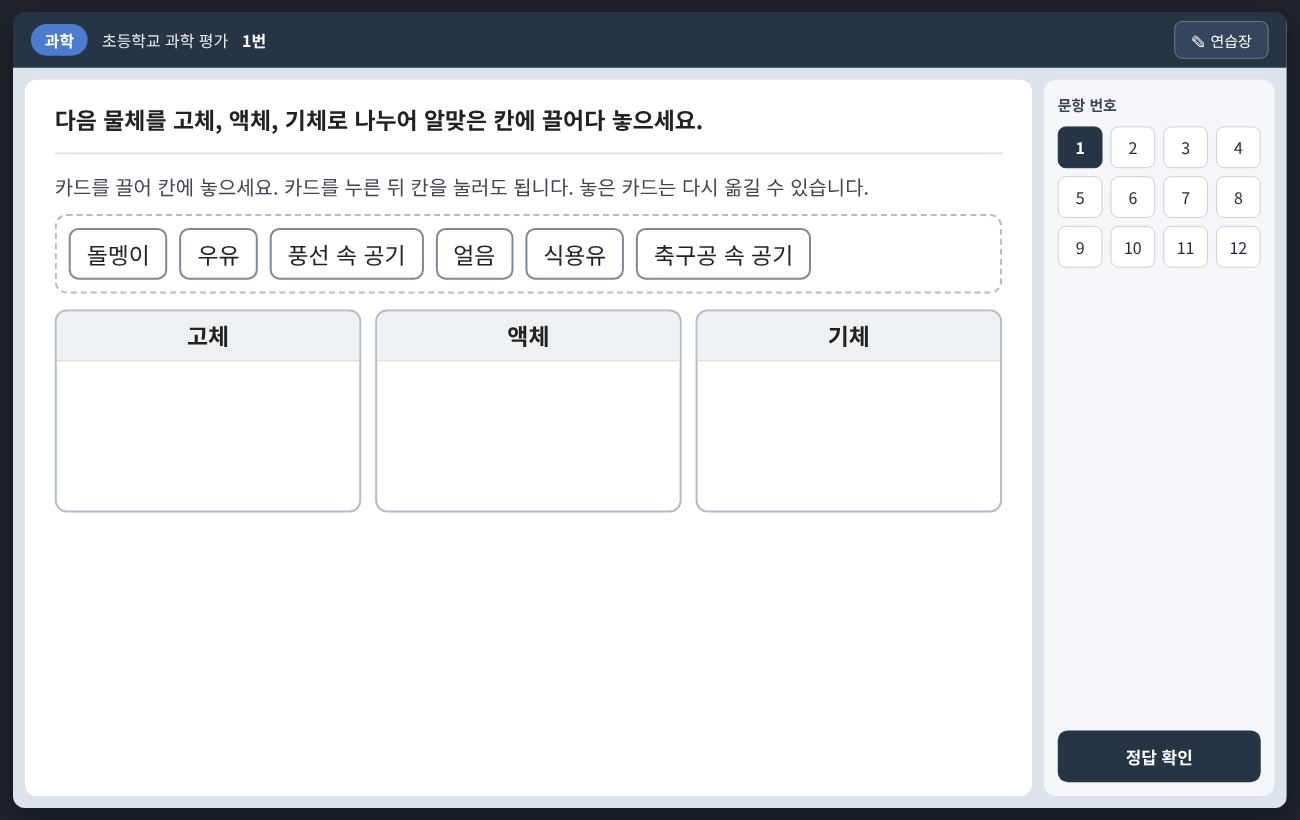 과학 초등학교 과학 평가 1번
✎ 연습장
다음 물체를 고체, 액체, 기체로 나누어 알맞은 칸에 끌어다 놓으세요.
카드를 끌어 칸에 놓으세요. 카드를 누른 뒤 칸을 눌러도 됩니다. 놓은 카드는 다시 옮길 수 있습니다.
돌멩이 우유 풍선 속 공기 얼음 식용유 축구공 속 공기
고체 액체 기체
문항 번호
1 2 3 4
5 6 7 8
9 10 11 12
정답 확인